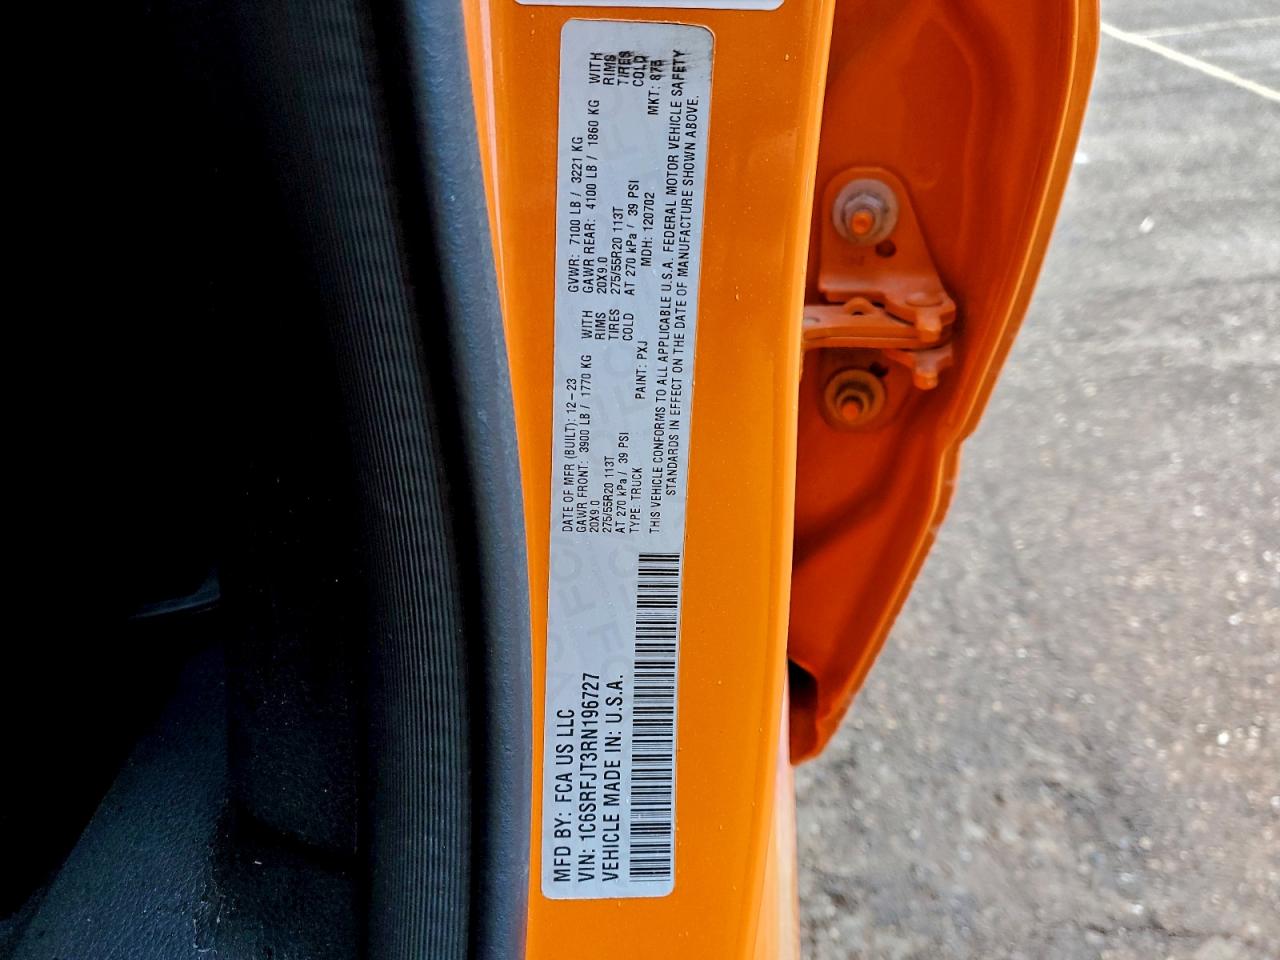 MFD BY: FCA US LLC
VIN: 1C6SRFJT3RN196727
VEHICLE MADE IN: U.S.A.
DATE OF MFR (BUILT): 12-23 GVWR: 7100 LB / 3221 KG
GAWR FRONT: 3900 LB / 1770 KG WITH GAWR REAR: 4100 LB / 1860 KG WITH
20X9.0 RIMS 20X9.0 RIMS
275/55R20 113T TIRES 275/55R20 113T TIRES
AT 270 kPa / 39 PSI COLD AT 270 kPa / 39 PSI COLD
TYPE: TRUCK PAINT: PXJ MDH: 120702 MKT:
THIS VEHICLE CONFORMS TO ALL APPLICABLE U.S.A. FEDERAL MOTOR VEHICLE SAFETY
STANDARDS IN EFFECT ON THE DATE OF MANUFACTURE SHOWN ABOVE.